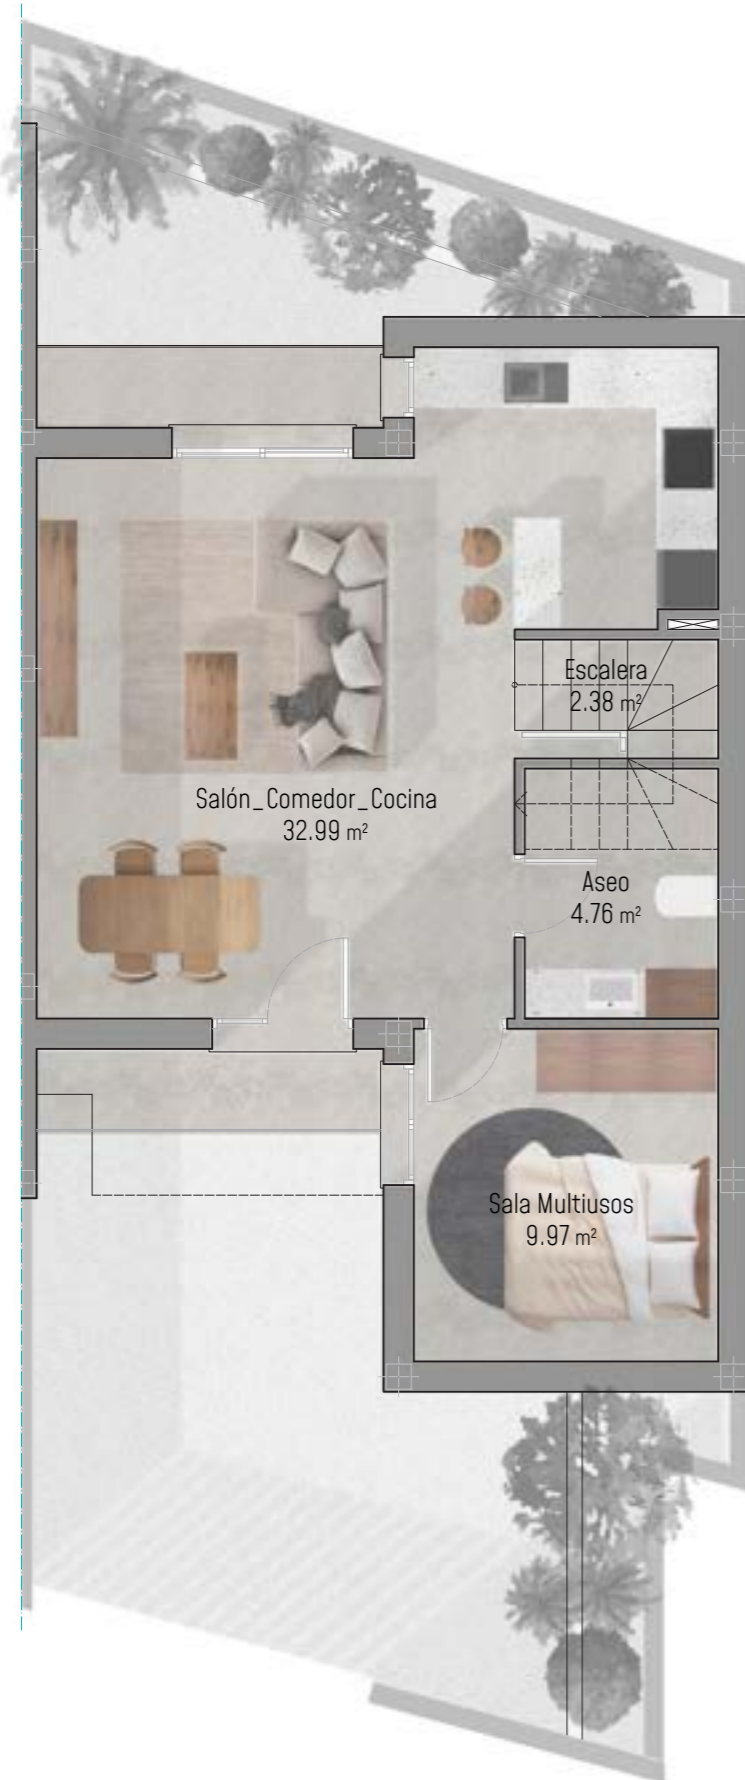 Escalera
2.38 m²
Salón_Comedor_Cocina
32.99 m²
Aseo
4.76 m²
Sala Multiusos
9.97 m²